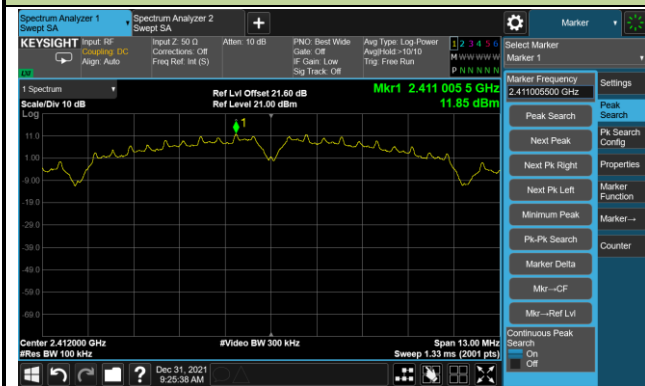 Spectrum Analyzer 1
Swept SA
Spectrum Analyzer 2
Swept SA
+
Marker
KEYSIGHT
Input: RF
Coupling: DC
Align: Auto
Input Z: 50 Ω
Corrections: Off
Freq Ref: Int (S)
Atten: 10 dB
PNO: Best Wide
Gate: Off
IF Gain: Low
Sig Track: Off
Avg Type: Log-Power
Avg|Hold:>10/10
Trig: Free Run
1 2 3 4 5 6
M W W W W W
P N N N N N
Select Marker
Marker 1
1 Spectrum
Scale/Div 10 dB
Log
Ref Lvl Offset 21.60 dB
Ref Level 21.00 dBm
Mkr1 2.411 005 5 GHz
11.85 dBm
1
11.0
1.00
-9.00
-19.0
-29.0
-39.0
-49.0
-59.0
-69.0
Center 2.412000 GHz
#Res BW 100 kHz
#Video BW 300 kHz
Span 13.00 MHz
Sweep 1.33 ms (2001 pts)
Marker Frequency
2.411005500 GHz
Peak Search
Next Peak
Next Pk Right
Next Pk Left
Minimum Peak
Pk-Pk Search
Marker Delta
Mkr→CF
Mkr→Ref Lvl
Continuous Peak
Search
On
Off
Settings
Peak
Search
Pk Search
Config
Properties
Marker
Function
Marker→
Counter
?
Dec 31, 2021
9:25:38 AM